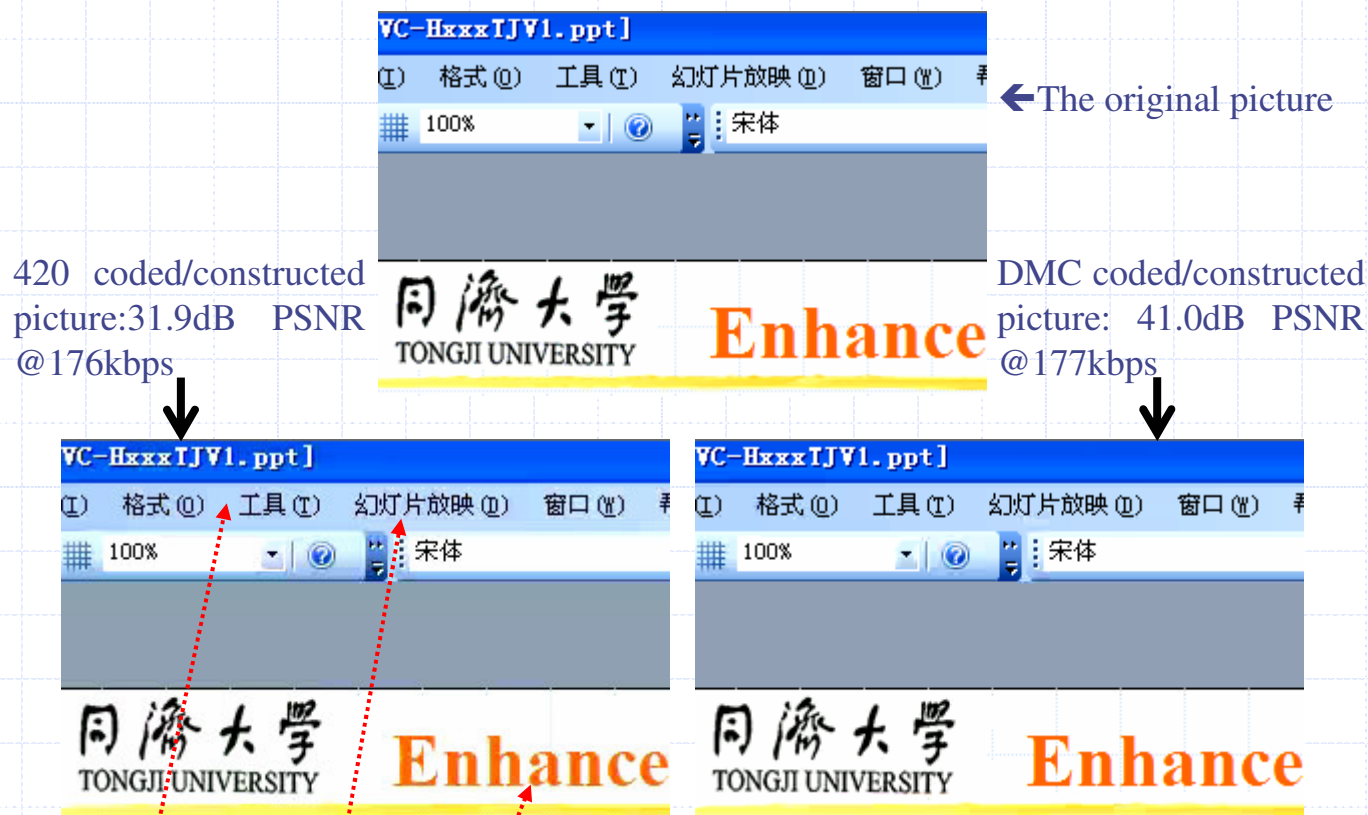 VC-HxxxTJV1.ppt]
(I) 格式(O) 工具(T) 幻灯片放映(D) 窗口(W)
100% 宋体
←The original picture
同濟大學
TONGJI UNIVERSITY
Enhance
420 coded/constructed
picture:31.9dB PSNR
@176kbps
DMC coded/constructed
picture: 41.0dB PSNR
@177kbps
VC-HxxxTJV1.ppt]
(I) 格式(O) 工具(T) 幻灯片放映(D) 窗口(W)
100% 宋体
同濟大學
TONGJI UNIVERSITY
Enhance
VC-HxxxTJV1.ppt]
(I) 格式(O) 工具(T) 幻灯片放映(D) 窗口(W)
100% 宋体
同濟大學
TONGJI UNIVERSITY
Enhance